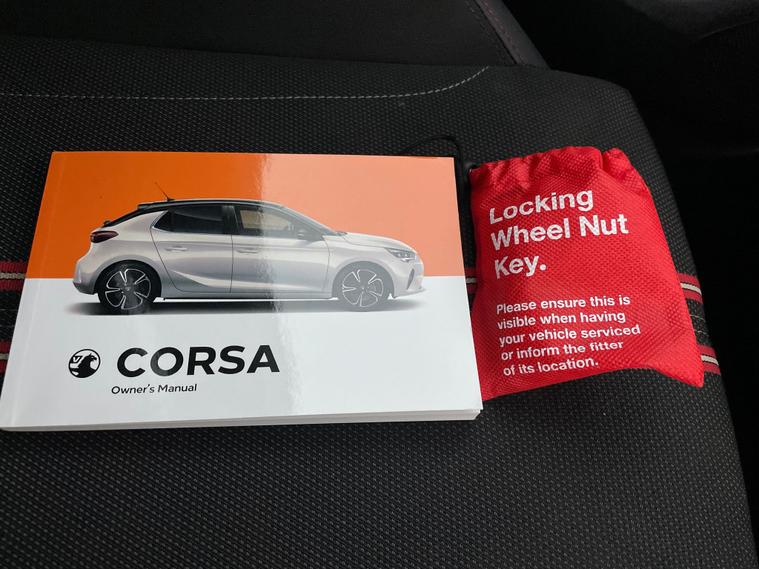 CORSA
Owner's Manual
Locking
Wheel Nut
Key.
Please ensure this is
visible when having
your vehicle serviced
or inform the fitter
of its location.